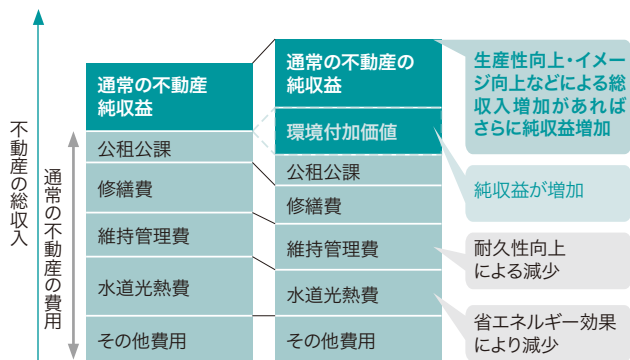 不動産の総収入
通常の不動産の費用
通常の不動産
純収益
公租公課
修繕費
維持管理費
水道光熱費
その他費用
通常の不動産の
純収益
環境付加価値
公租公課
修繕費
維持管理費
水道光熱費
その他費用
生産性向上・イメ
ージ向上などによる総
収入増加があれば
さらに純収益増加
純収益が増加
耐久性向上
による減少
省エネルギー効果
により減少